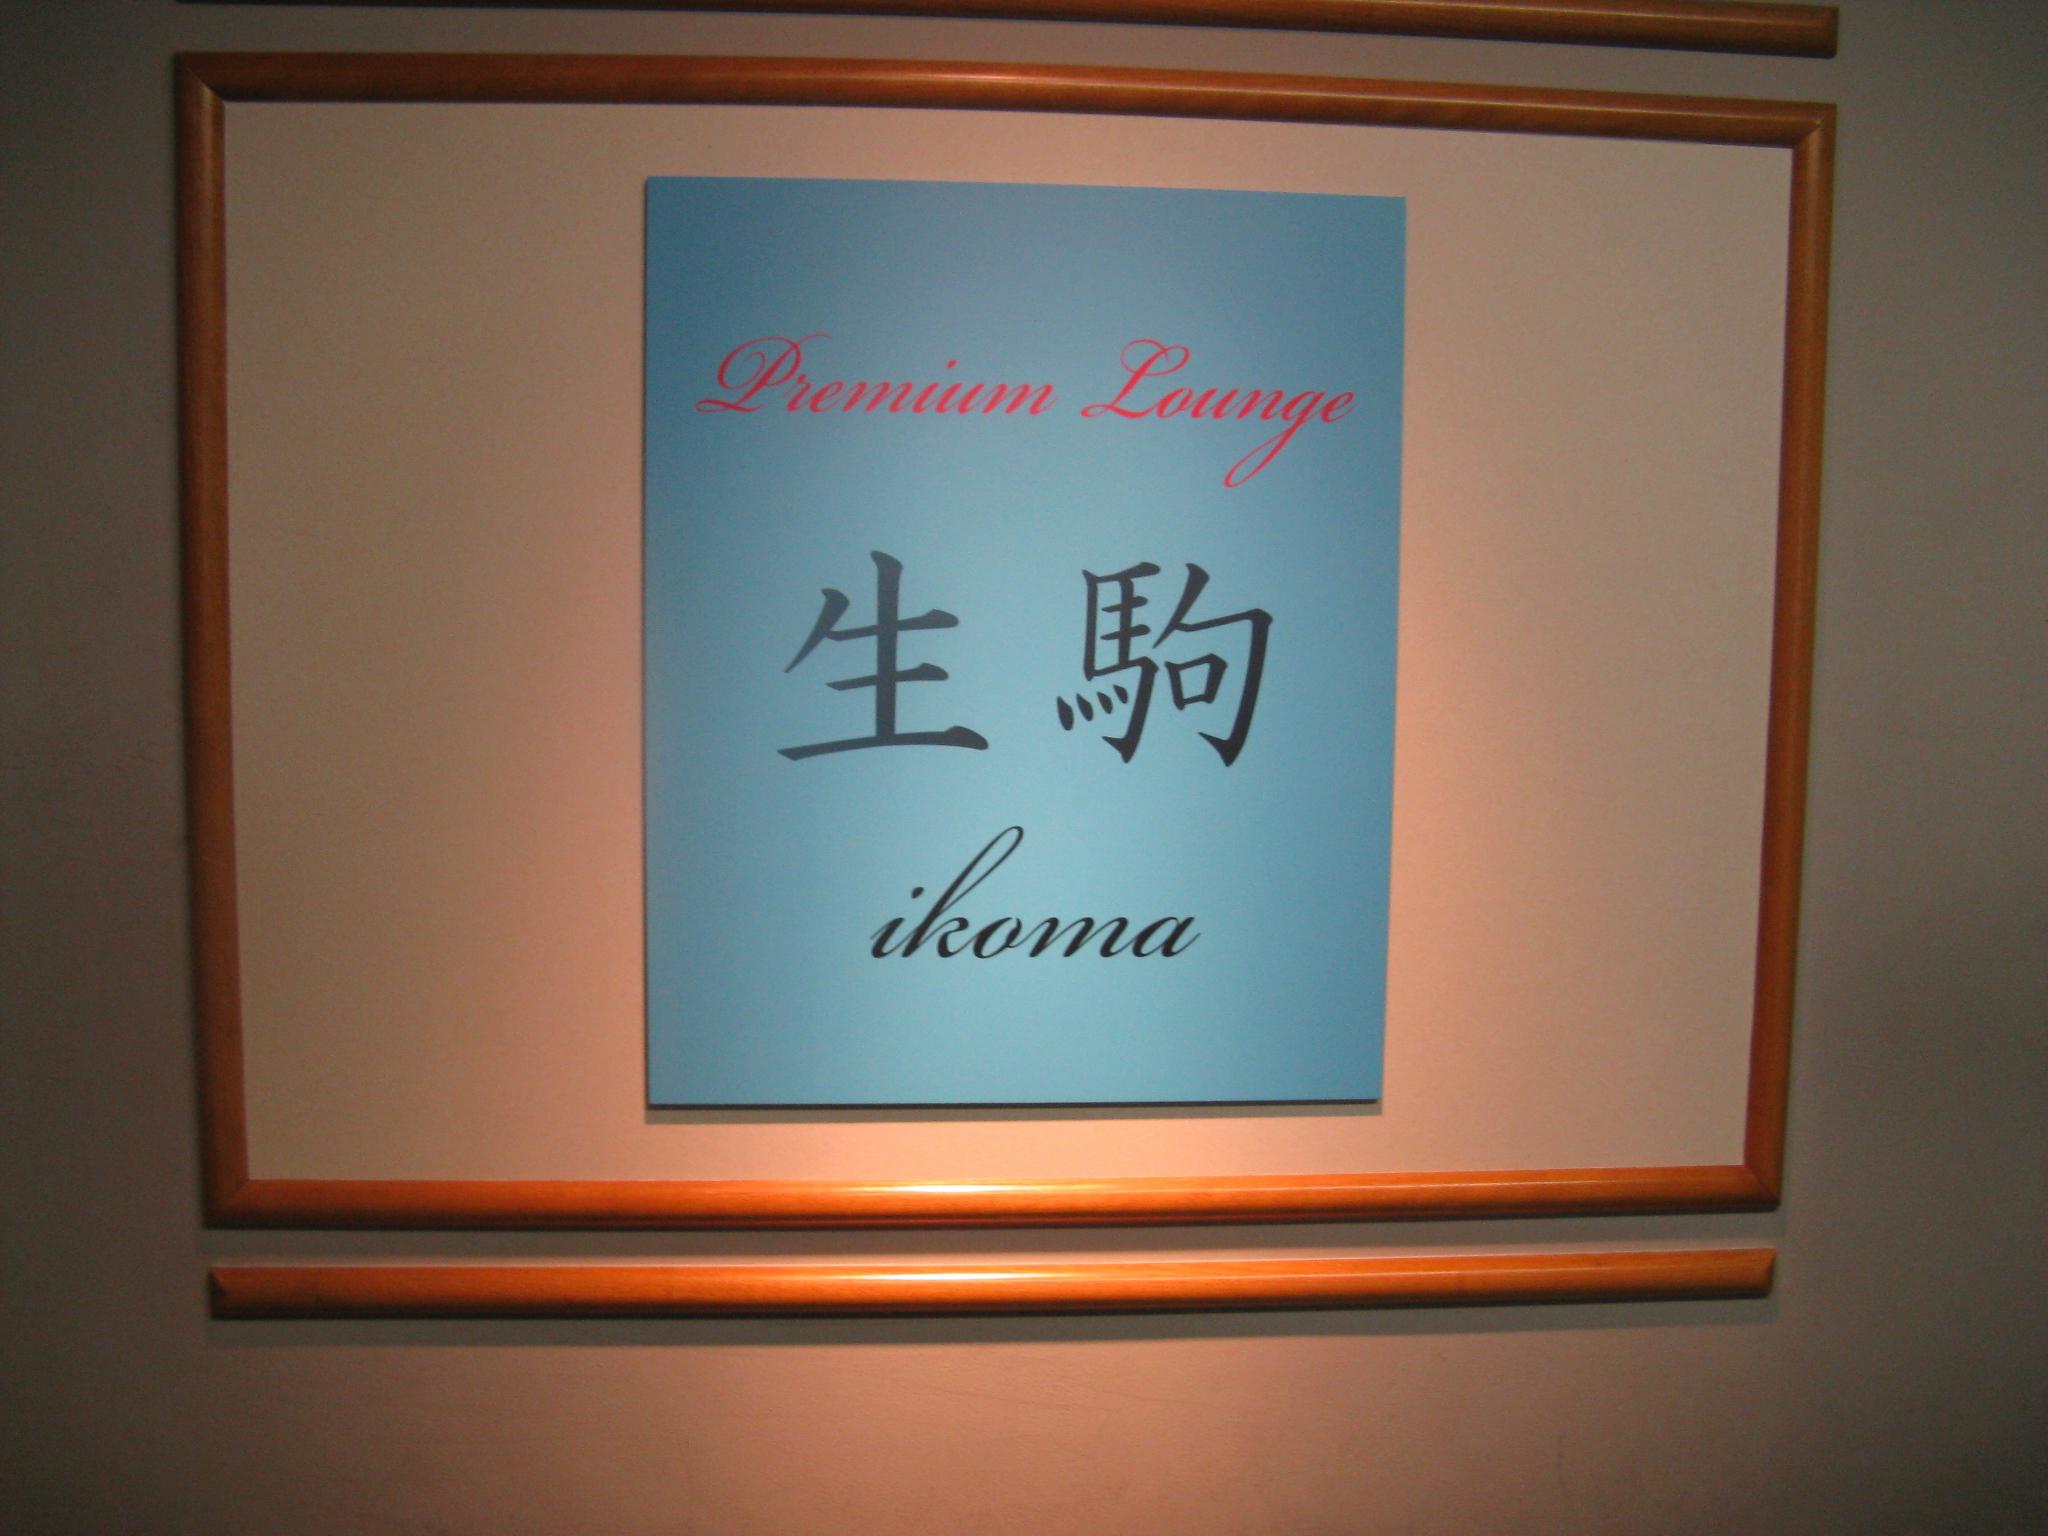 Premium Lounge
生駒
ikoma